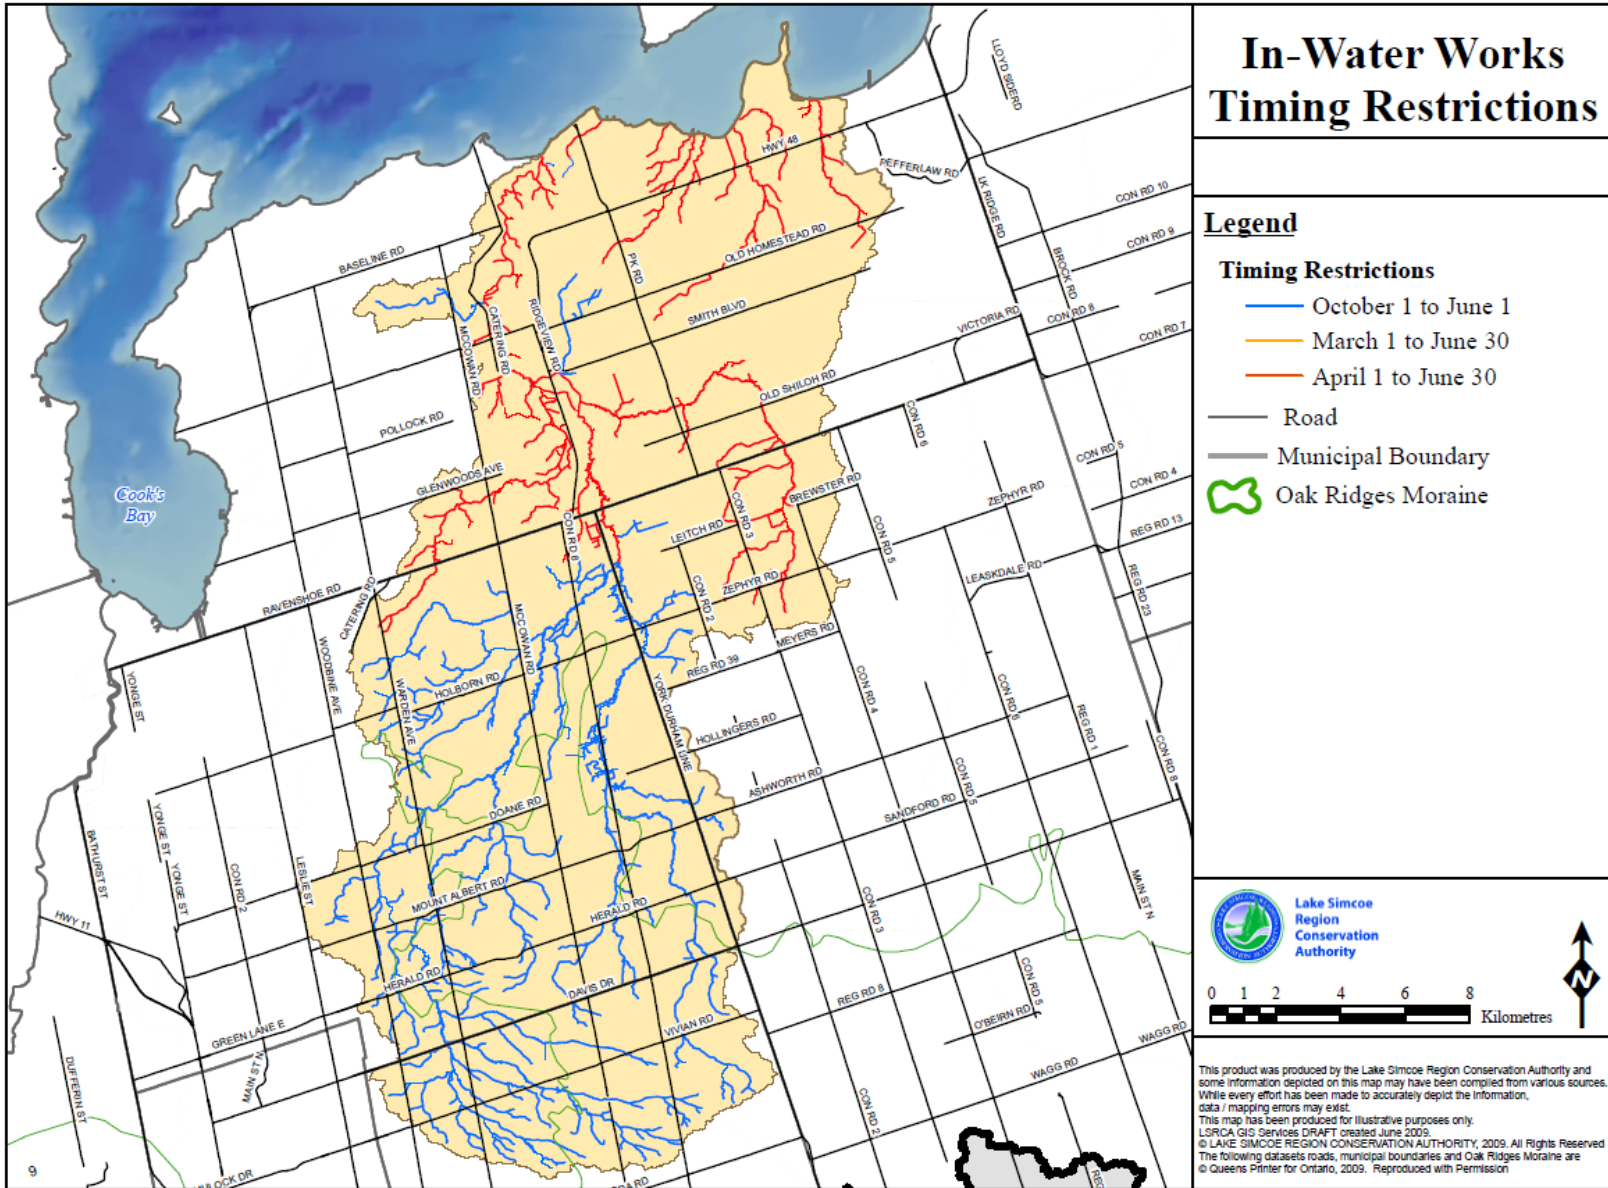 In-Water Works
Timing Restrictions
Legend
Timing Restrictions
October 1 to June 1
March 1 to June 30
April 1 to June 30
Road
Municipal Boundary
Oak Ridges Moraine
Lake Simcoe
Region
Conservation
Authority
N
0 1 2 4 6 8
Kilometres
This product was produced by the Lake Simcoe Region Conservation Authority and
some information depicted on this map may have been compiled from various sources.
While every effort has been made to accurately depict the information,
data / mapping errors may exist.
This map has been produced for illustrative purposes only.
LSRCA GIS Services DRAFT created June 2009.
© LAKE SIMCOE REGION CONSERVATION AUTHORITY, 2009. All Rights Reserved
The following datasets roads, municipal boundaries and Oak Ridges Moraine are
© Queens Printer for Ontario, 2009. Reproduced with Permission
LLOYD SIDERD
HWY 48
PEFFERLAW RD
LK RIDGE RD
CON RD 10
CON RD 9
BROCK RD
BASELINE RD
PK RD
OLD HOMESTEAD RD
SMITH BLVD
VICTORIA RD
CON RD 8
CON RD 7
RIDGEVIEW RD
CATERING RD
MCCOWAN RD
OLD SHILOH RD
POLLOCK RD
CON RD 6
CON RD 5
GLENWOODS AVE
Cook's
Bay
CON RD 4
BREWSTER RD
ZEPHYR RD
CON RD 3
LEITCH RD
CON RD 8
CON RD 5
REG RD 13
LEASKDALE RD
RAVENSHOE RD
CATERING RD
ZEPHYR RD
CON RD 2
REG RD 23
MCCOWAN RD
MEYERS RD
REG RD 39
WOODBINE AVE
YONGE ST
HOLBORN RD
WARDEN AVE
YORK-DURHAM LINE
CON RD 4
CON RD 6
REG RD 1
HOLLINGERS RD
CON RD 8
ASHWORTH RD
CON RD 5
SANDFORD RD
DOANE RD
YONGE ST
BATHURST ST
YONGE ST
CON RD 2
LESLIE ST
MOUNT ALBERT RD
HERALD RD
CON RD 3
MAIN ST N
HWY 11
HERALD RD
DAVIS DR
REG RD 8
CON RD 5
O'BEIRN RD
WAGG RD
GREEN LANE E
VIVIAN RD
MAIN ST N
DUFFERIN ST
WAGG RD
CON RD 2
9
ULOCK DR
RA RD
REG